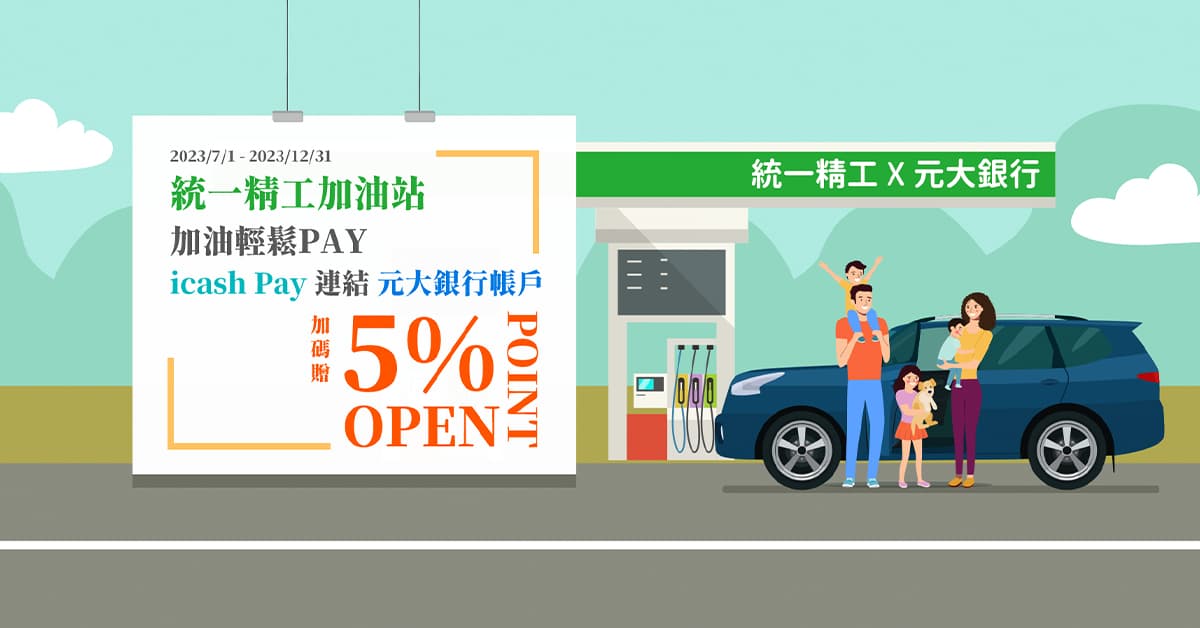 2023/7/1 - 2023/12/31
統一精工加油站
加油輕鬆PAY
icash Pay 連結 元大銀行帳戶
加碼贈
5%
OPEN
POINT
統一精工 X 元大銀行